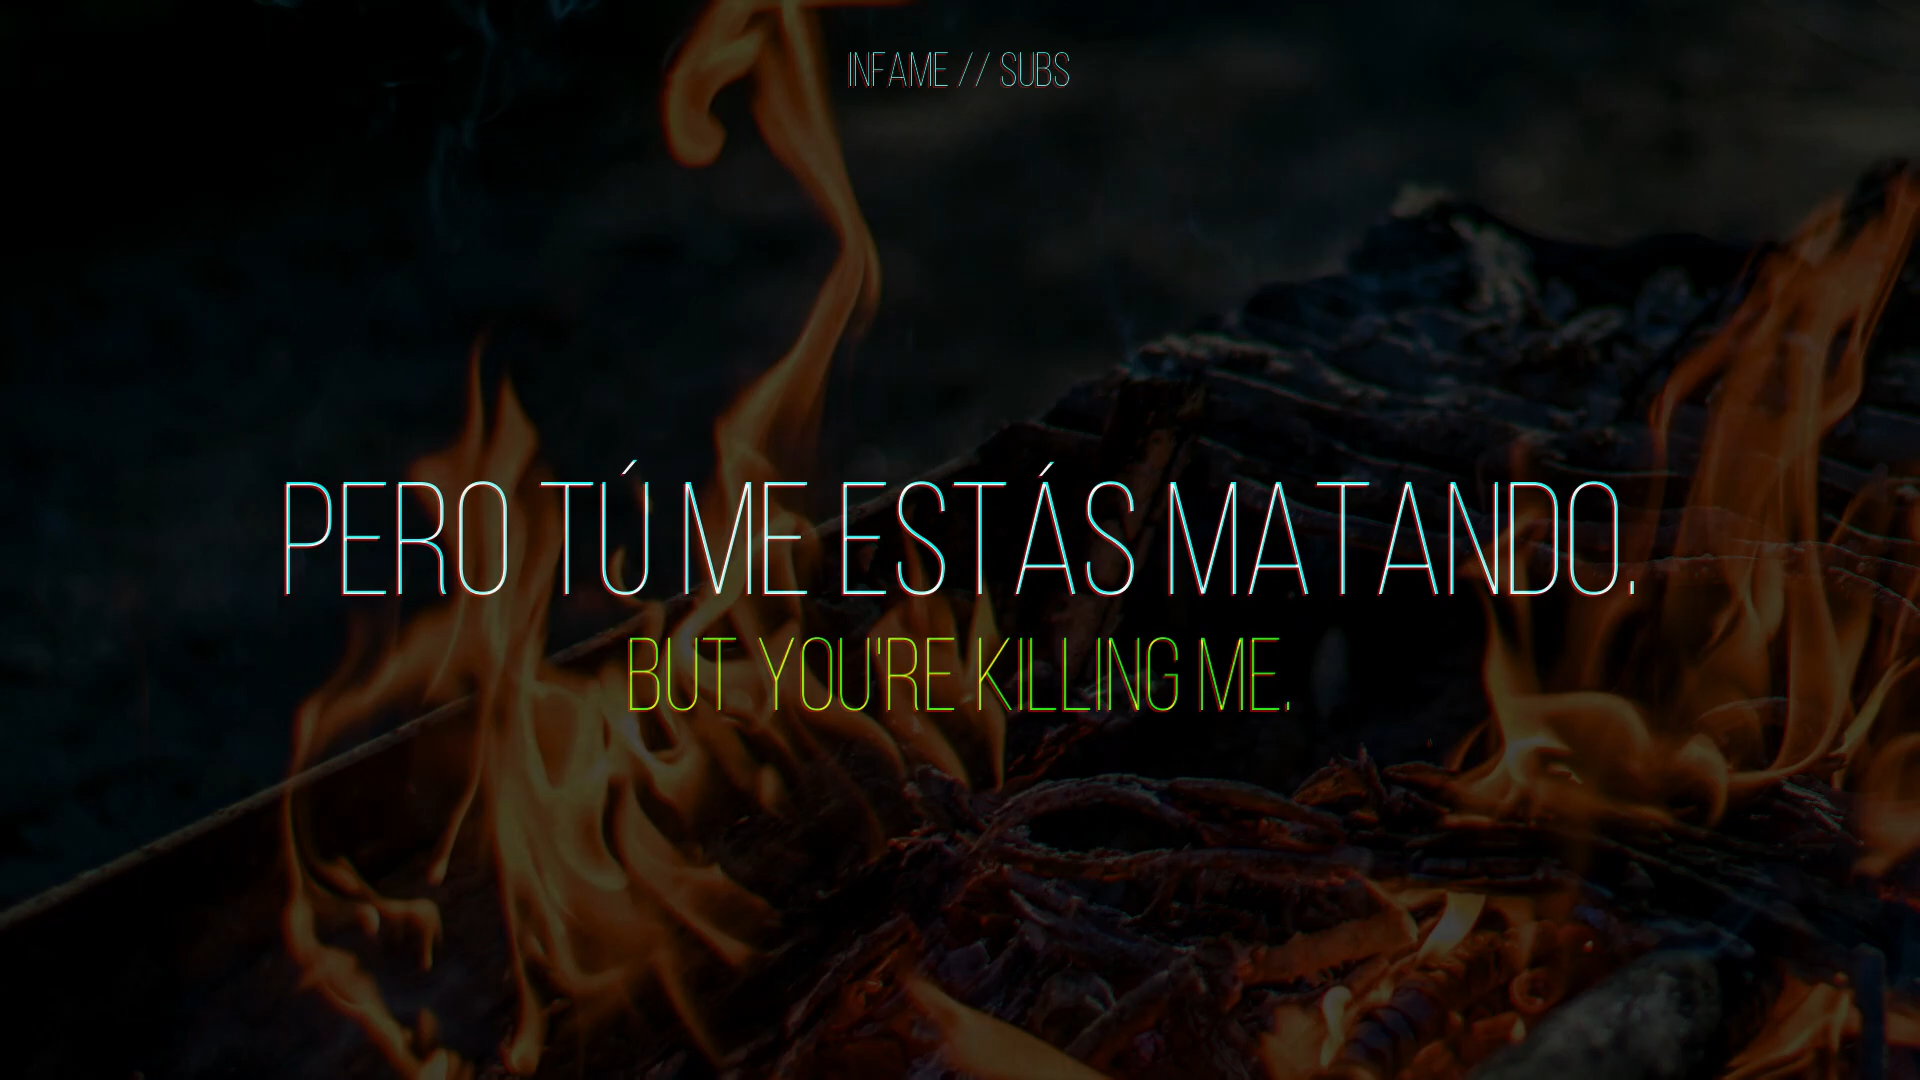 INFAME // SUBS
PERO TÚ ME ESTÁS MATANDO.
BUT YOU'RE KILLING ME.